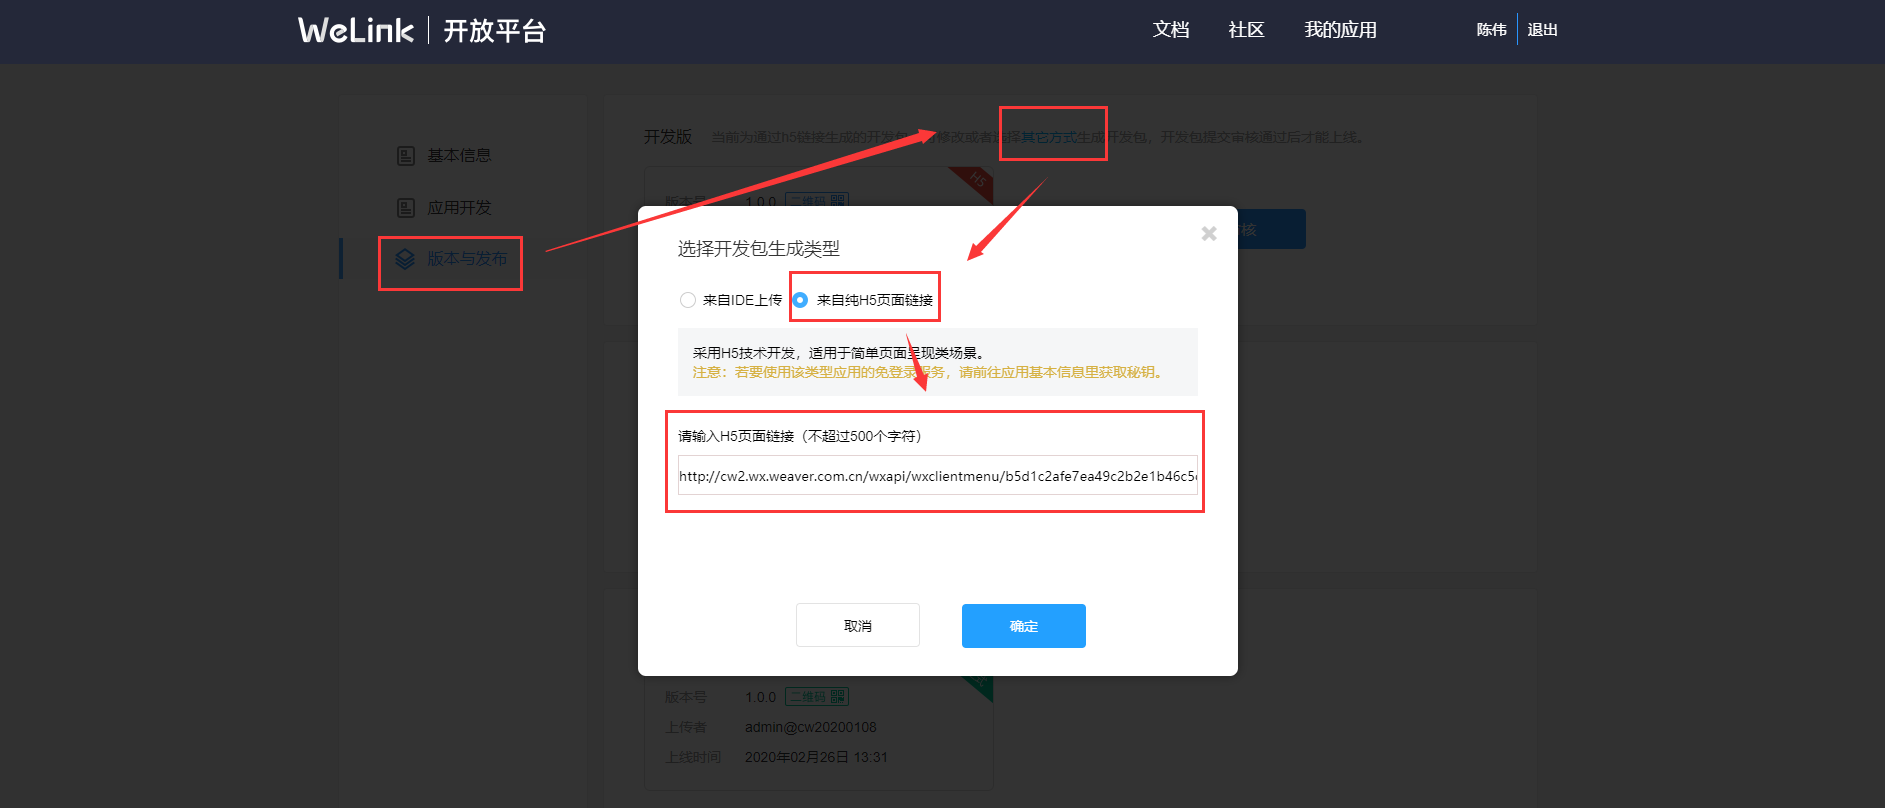 WeLink 开放平台
文档 社区 我的应用 陈伟 退出
基本信息
应用开发
版本与发布
开发版 当前为通过h5链接生成的开发包 修改或者选择其它方式生成开发包，开发包提交审核通过后才能上线。
H5
版本号 1.0.0 二维码
核
选择开发包生成类型
来自IDE上传 来自纯H5页面链接
采用H5技术开发，适用于简单页面呈现类场景。
注意：若要使用该类型应用的免登录服务，请前往应用基本信息里获取秘钥。
请输入H5页面链接（不超过500个字符）
http://cw2.wx.weaver.com.cn/wxapi/wxclientmenu/b5d1c2afe7ea49c2b2e1b46c5
取消 确定
版本号 1.0.0 二维码
上传者 admin@cw20200108
上线时间 2020年02月26日 13:31